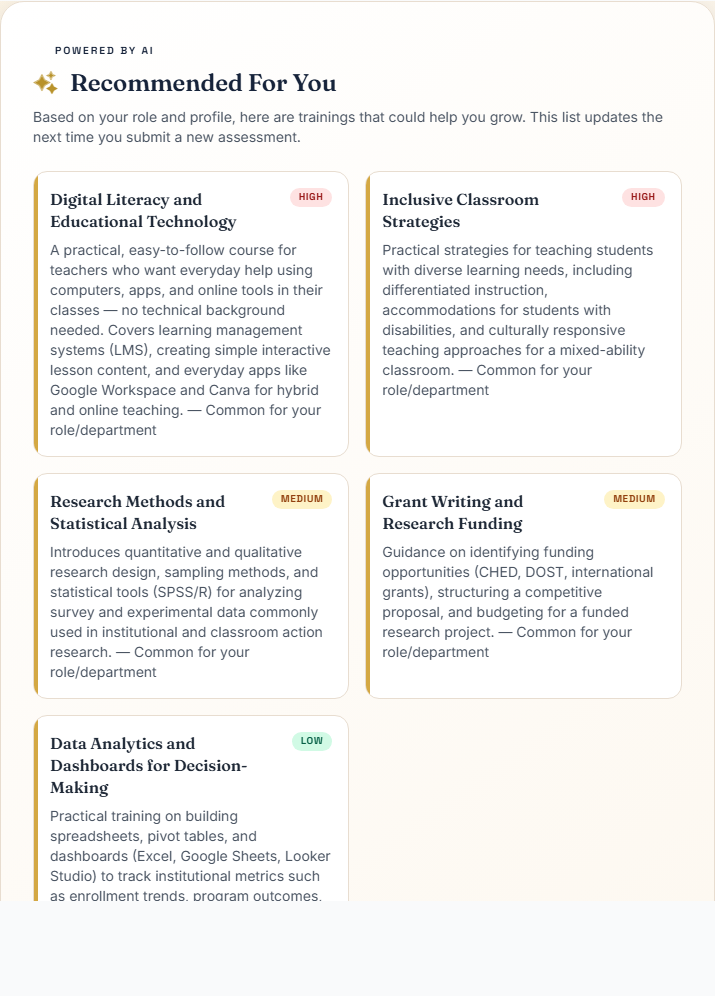 POWERED BY AI
Recommended For You
Based on your role and profile, here are trainings that could help you grow. This list updates the
next time you submit a new assessment.
Digital Literacy and
Educational Technology
HIGH
A practical, easy-to-follow course for
teachers who want everyday help using
computers, apps, and online tools in their
classes — no technical background
needed. Covers learning management
systems (LMS), creating simple interactive
lesson content, and everyday apps like
Google Workspace and Canva for hybrid
and online teaching. — Common for your
role/department
Inclusive Classroom
Strategies
HIGH
Practical strategies for teaching students
with diverse learning needs, including
differentiated instruction,
accommodations for students with
disabilities, and culturally responsive
teaching approaches for a mixed-ability
classroom. — Common for your
role/department
Research Methods and
Statistical Analysis
MEDIUM
Introduces quantitative and qualitative
research design, sampling methods, and
statistical tools (SPSS/R) for analyzing
survey and experimental data commonly
used in institutional and classroom action
research. — Common for your
role/department
Grant Writing and
Research Funding
MEDIUM
Guidance on identifying funding
opportunities (CHED, DOST, international
grants), structuring a competitive
proposal, and budgeting for a funded
research project. — Common for your
role/department
Data Analytics and
Dashboards for Decision-
Making
LOW
Practical training on building
spreadsheets, pivot tables, and
dashboards (Excel, Google Sheets, Looker
Studio) to track institutional metrics such
as enrollment trends, program outcomes,